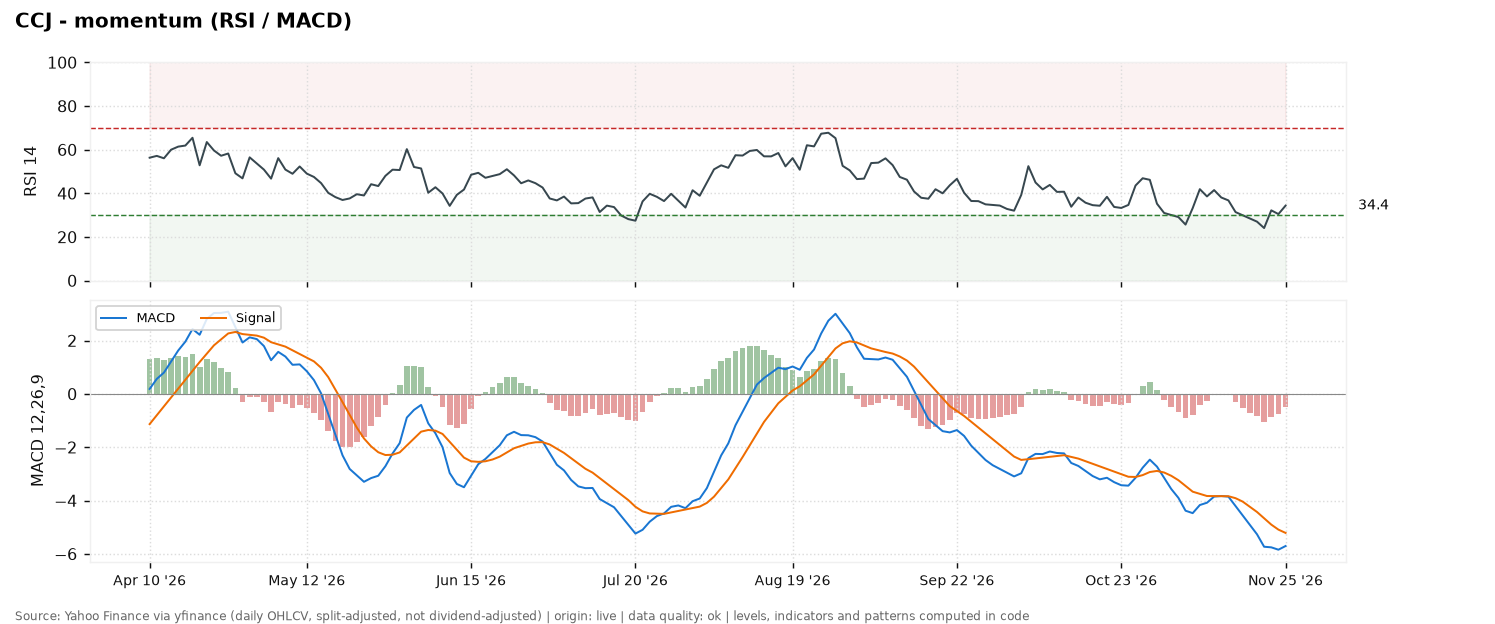 CCJ - momentum (RSI / MACD)
100
80
60
40
20
0
RSI 14
34.4
MACD
Signal
2
0
−2
−4
−6
MACD 12,26,9
Apr 10 '26
May 12 '26
Jun 15 '26
Jul 20 '26
Aug 19 '26
Sep 22 '26
Oct 23 '26
Nov 25 '26
Source: Yahoo Finance via yfinance (daily OHLCV, split-adjusted, not dividend-adjusted) | origin: live | data quality: ok | levels, indicators and patterns computed in code